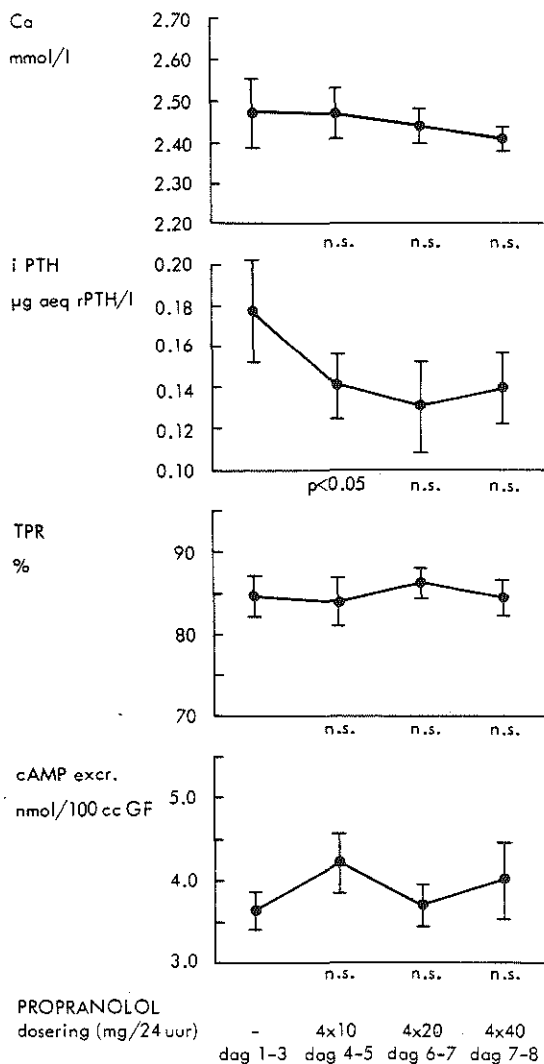 Ca
mmol/l
2.70
2.60
2.50
2.40
2.30
2.20
n.s. n.s. n.s.
i PTH
µg aeq rPTH/l
0.20
0.18
0.16
0.14
0.12
0.10
p<0.05 n.s. n.s.
TPR
%
90
80
70
n.s. n.s. n.s.
cAMP excr.
nmol/100 cc GF
5.0
4.0
3.0
n.s. n.s. n.s.
PROPRANOLOL
dosering (mg/24 uur) - 4x10 4x20 4x40
dag 1-3 dag 4-5 dag 6-7 dag 7-8